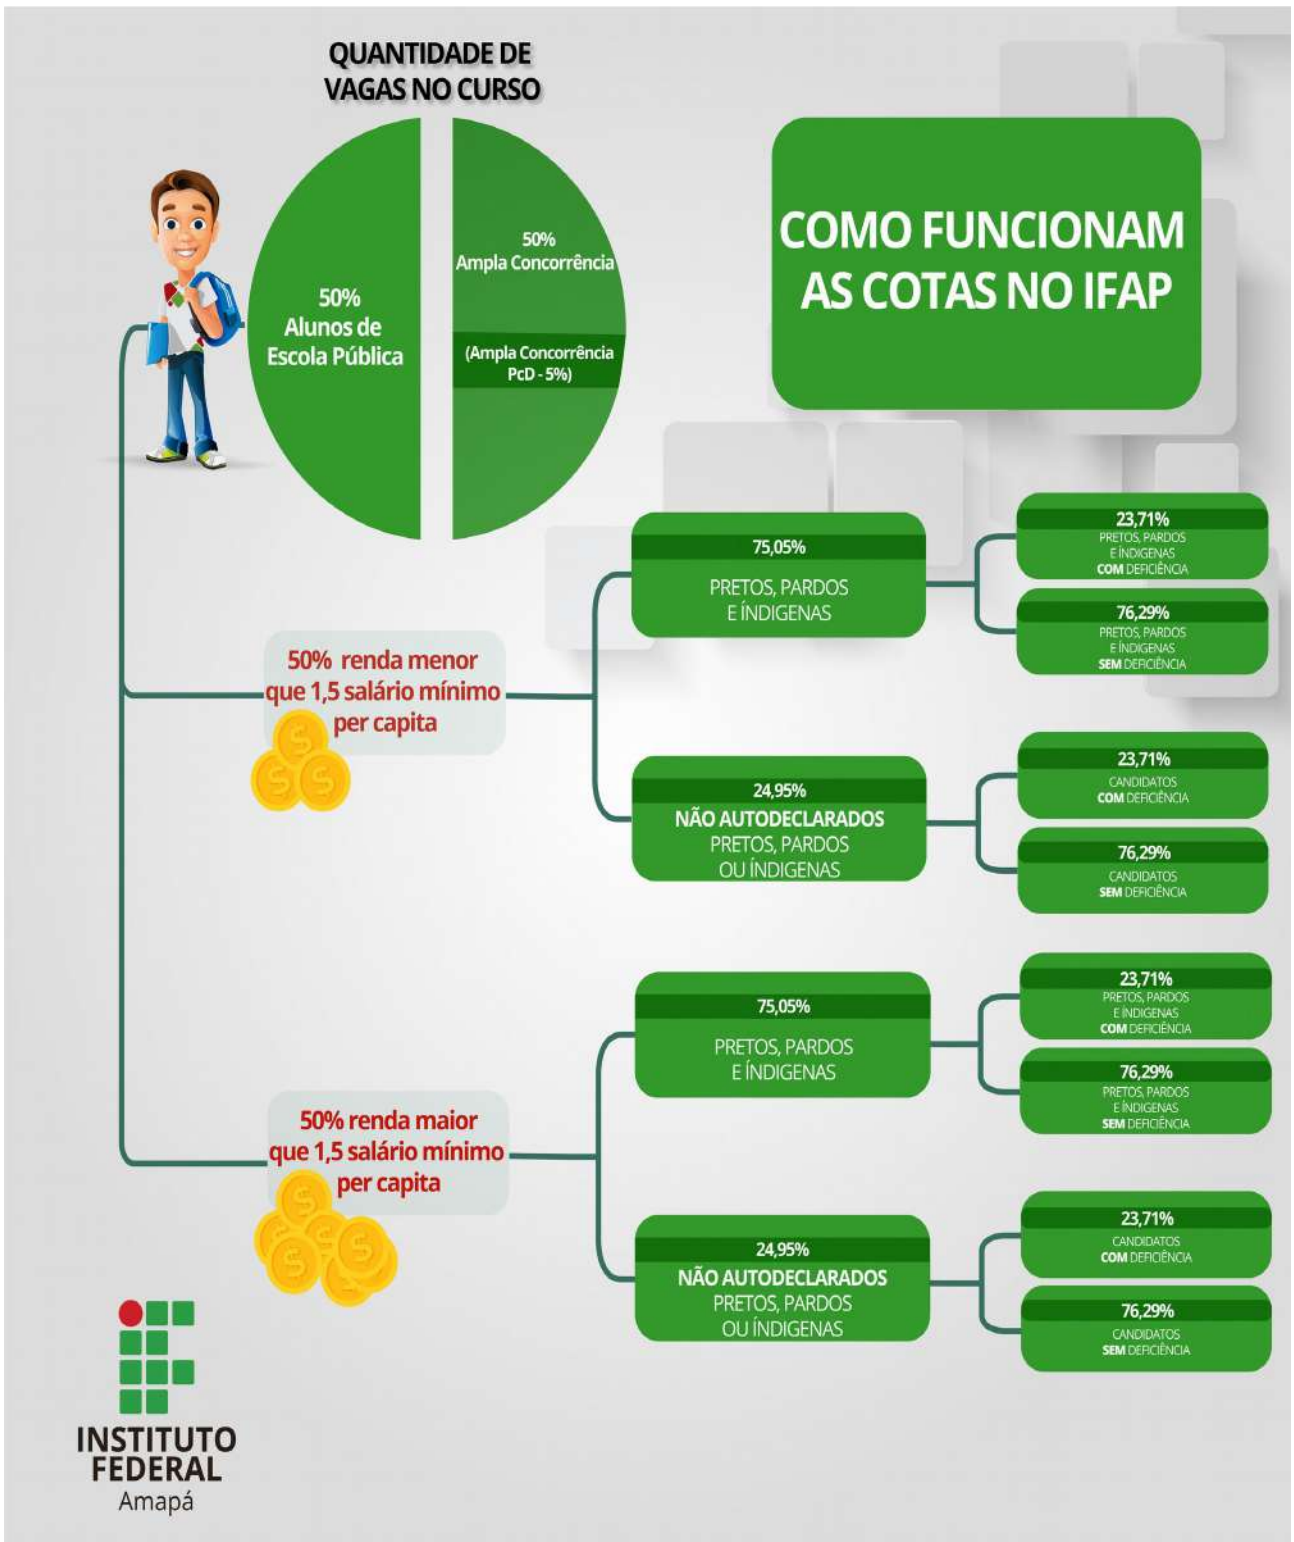 QUANTIDADE DE
VAGAS NO CURSO
50%
Alunos de
Escola Pública
50%
Ampla Concorrência
(Ampla Concorrência
PcD - 5%)
COMO FUNCIONAM
AS COTAS NO IFAP
50% renda menor
que 1,5 salário mínimo
per capita
75,05%
PRETOS, PARDOS
E ÍNDIGENAS
23,71%
PRETOS, PARDOS
E ÍNDIGENAS
COM DEFICIÊNCIA
76,29%
PRETOS, PARDOS
E ÍNDIGENAS
SEM DEFICIÊNCIA
24,95%
NÃO AUTODECLARADOS
PRETOS, PARDOS
OU ÍNDIGENAS
23,71%
CANDIDATOS
COM DEFICIÊNCIA
76,29%
CANDIDATOS
SEM DEFICIÊNCIA
50% renda maior
que 1,5 salário mínimo
per capita
75,05%
PRETOS, PARDOS
E ÍNDIGENAS
23,71%
PRETOS, PARDOS
E ÍNDIGENAS
COM DEFICIÊNCIA
76,29%
PRETOS, PARDOS
E ÍNDIGENAS
SEM DEFICIÊNCIA
24,95%
NÃO AUTODECLARADOS
PRETOS, PARDOS
OU ÍNDIGENAS
23,71%
CANDIDATOS
COM DEFICIÊNCIA
76,29%
CANDIDATOS
SEM DEFICIÊNCIA
INSTITUTO
FEDERAL
Amapá